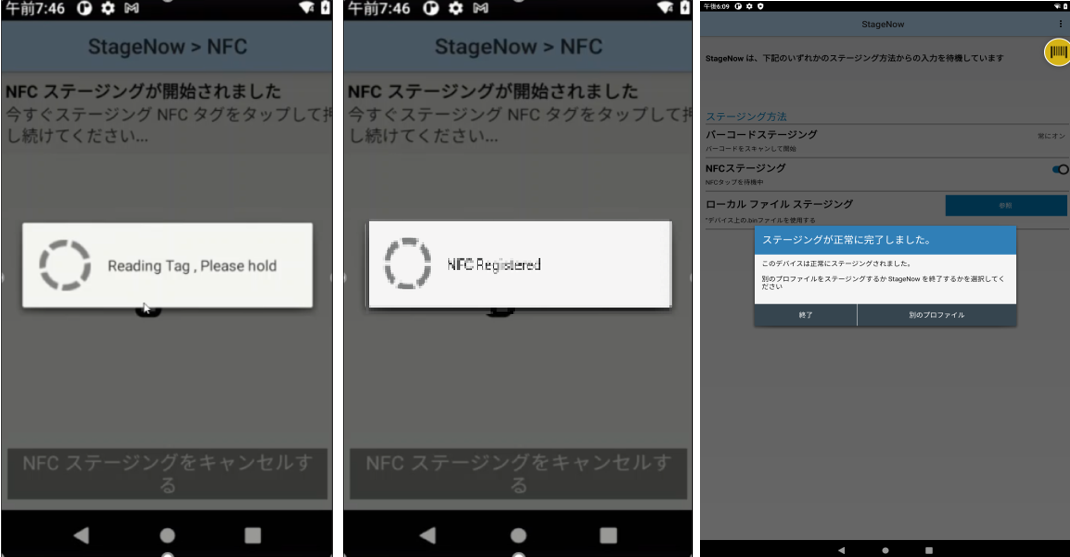 午前7:46
StageNow > NFC
NFC ステージングが開始されました
今すぐステージング NFC タグをタップして押
し続けてください...
Reading Tag , Please hold
NFC ステージングをキャンセルす
る
午前7:46
StageNow > NFC
NFC ステージングが開始されました
今すぐステージング NFC タグをタップして押
し続けてください...
NFC Registered
NFC ステージングをキャンセルす
る
午後6:09
StageNow
StageNow は、下記のいずれかのステージング方法からの入力を待機しています
ステージング方法
バーコードステージング
常にオン
バーコードをスキャンして開始
NFCステージング
NFCタップを待機中
ローカル ファイル ステージング
参照
*デバイス上の.binファイルを使用する
ステージングが正常に完了しました。
このデバイスは正常にステージングされました。
別のプロファイルをステージングするか StageNow を終了するかを選択してく
ださい
終了
別のプロファイル